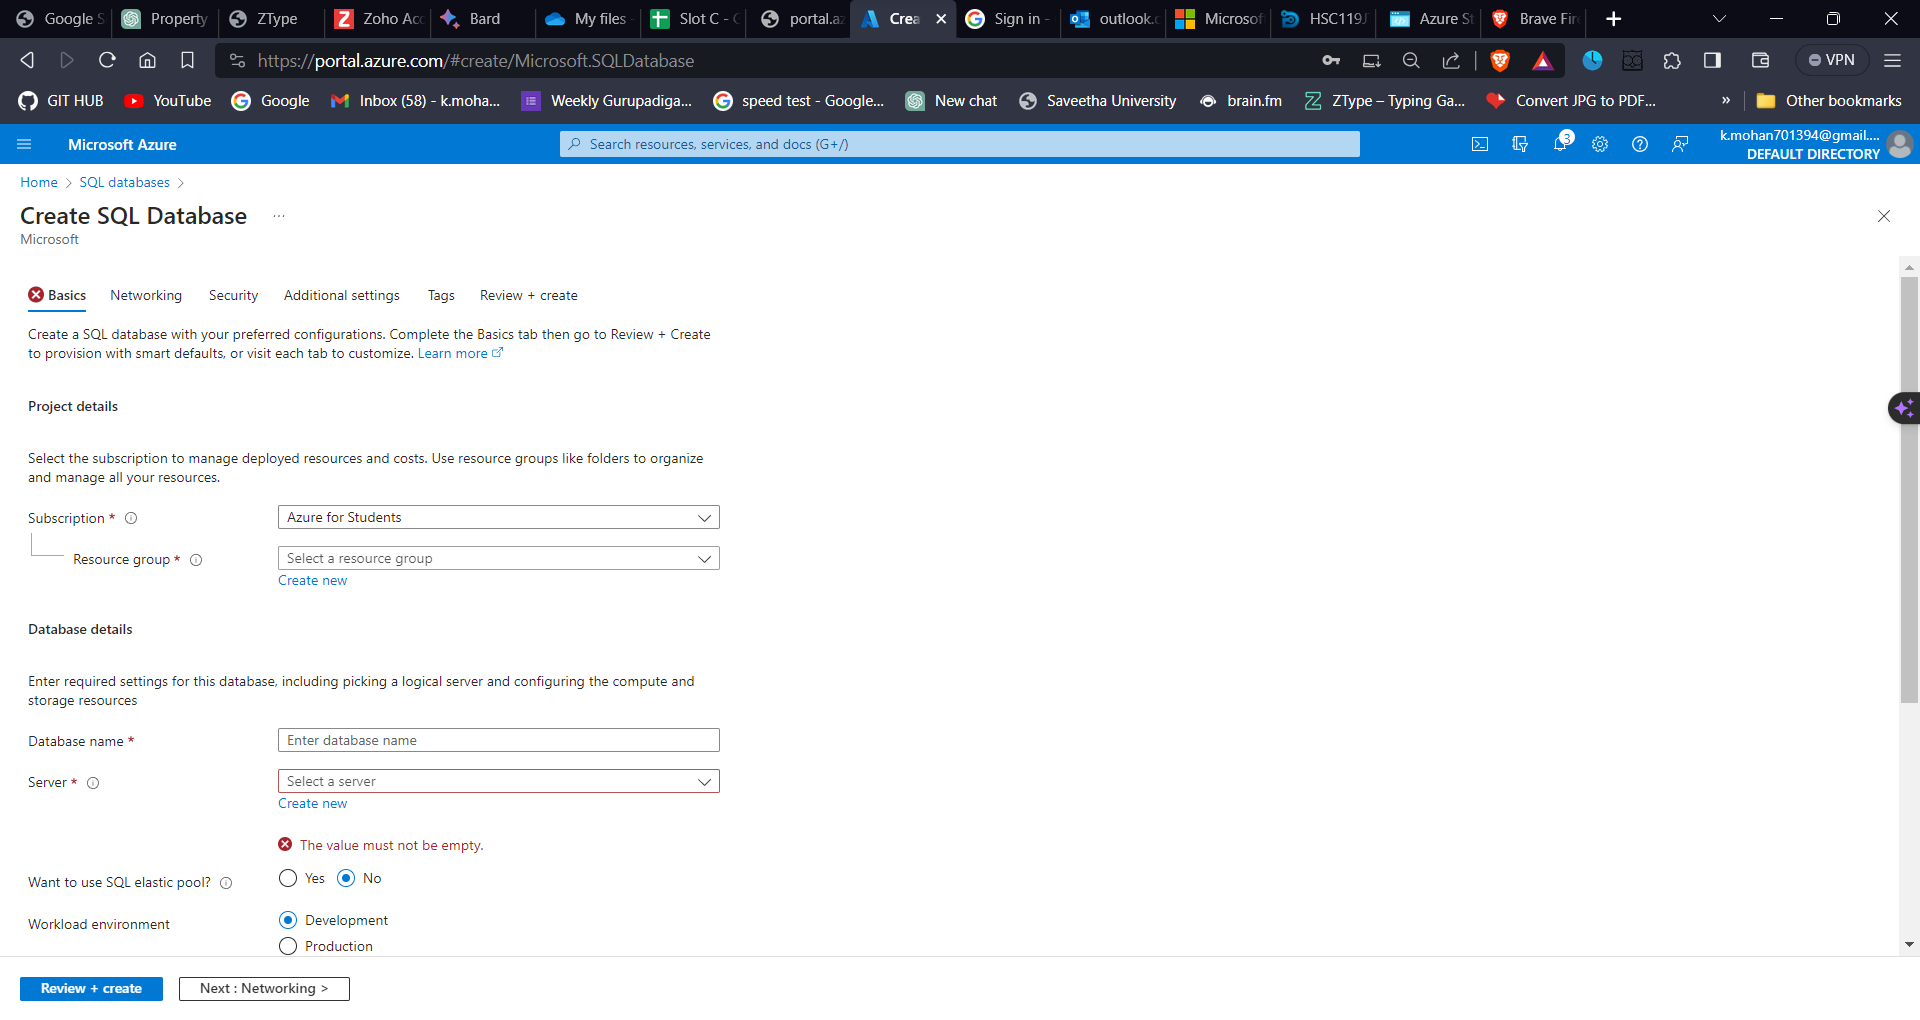 Google S
Property
ZType
Zoho Acc
Bard
My files -
Slot C - C
portal.az
Crea
Sign in -
outlook.c
Microsoft
HSC119J
Azure St
Brave Fire
https://portal.azure.com/#create/Microsoft.SQLDatabase
VPN
GIT HUB
YouTube
Google
Inbox (58) - k.moha...
Weekly Gurupadiga...
speed test - Google...
New chat
Saveetha University
brain.fm
ZType – Typing Ga...
Convert JPG to PDF...
»
Other bookmarks
Microsoft Azure
Search resources, services, and docs (G+/)
3
k.mohan701394@gmail....
DEFAULT DIRECTORY
Home > SQL databases >
Create SQL Database ...
Microsoft
Basics
Networking
Security
Additional settings
Tags
Review + create
Create a SQL database with your preferred configurations. Complete the Basics tab then go to Review + Create
to provision with smart defaults, or visit each tab to customize. Learn more
Project details
Select the subscription to manage deployed resources and costs. Use resource groups like folders to organize
and manage all your resources.
Subscription *
Azure for Students
Resource group *
Select a resource group
Create new
Database details
Enter required settings for this database, including picking a logical server and configuring the compute and
storage resources
Database name *
Enter database name
Server *
Select a server
Create new
The value must not be empty.
Want to use SQL elastic pool?
Yes
No
Workload environment
Development
Production
Review + create
Next : Networking >